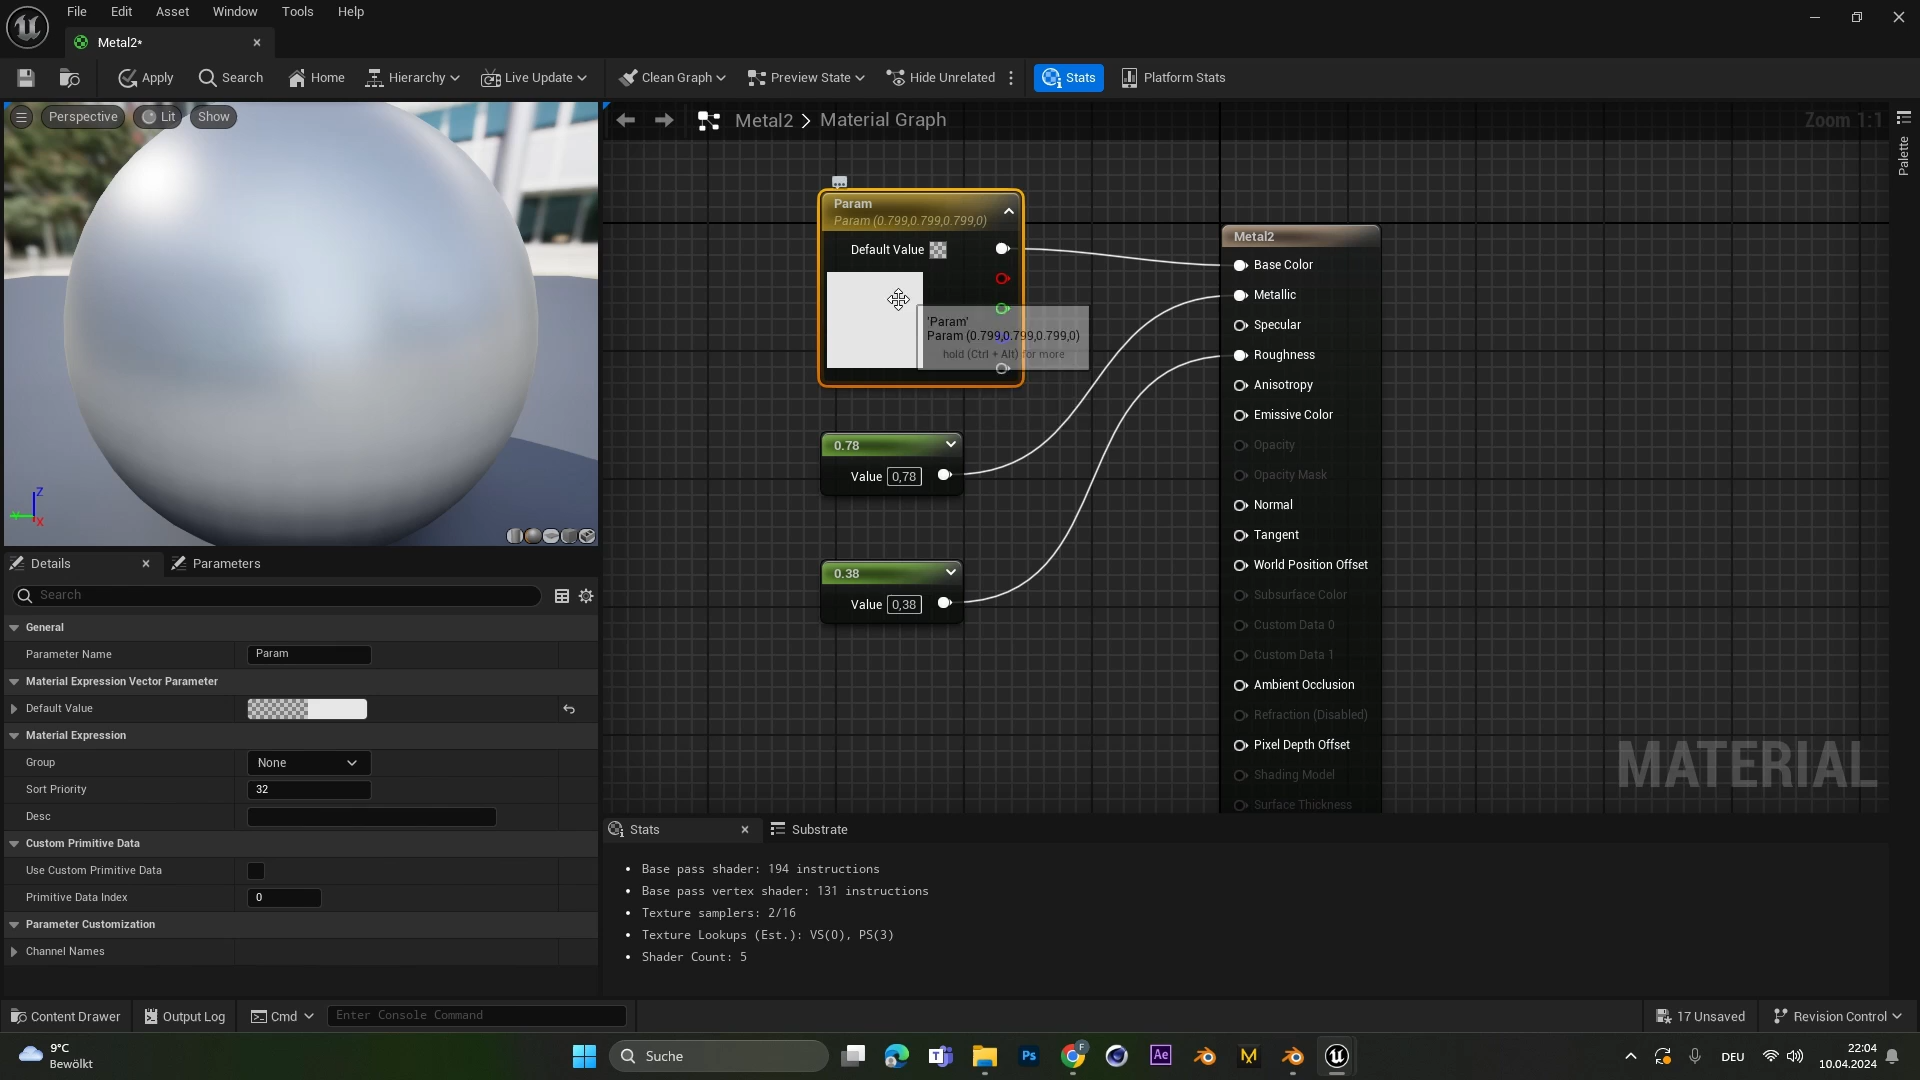 File Edit Asset Window Tools Help
Metal2*
Apply Search Home Hierarchy Live Update Clean Graph Preview State Hide Unrelated Stats Platform Stats
Perspective Lit Show
Metal2 > Material Graph
Zoom 1:1
Palette
Param
Param (0.799,0.799,0.799,0)
Default Value
'Param'
Param (0.799,0.799,0.799,0)
hold (Ctrl + Alt) for more
0.78
Value 0,78
0.38
Value 0,38
Metal2
Base Color
Metallic
Specular
Roughness
Anisotropy
Emissive Color
Opacity
Opacity Mask
Normal
Tangent
World Position Offset
Subsurface Color
Custom Data 0
Custom Data 1
Ambient Occlusion
Refraction (Disabled)
Pixel Depth Offset
Shading Model
Surface Thickness
MATERIAL
Z
Y
X
Details Parameters
Search
General
Parameter Name Param
Material Expression Vector Parameter
Default Value
Material Expression
Group None
Sort Priority 32
Desc
Custom Primitive Data
Use Custom Primitive Data
Primitive Data Index 0
Parameter Customization
Channel Names
Stats Substrate
• Base pass shader: 194 instructions
• Base pass vertex shader: 131 instructions
• Texture samplers: 2/16
• Texture Lookups (Est.): VS(0), PS(3)
• Shader Count: 5
Content Drawer Output Log Cmd Enter Console Command 17 Unsaved Revision Control
9°C
Bewölkt
Suche
Ps
Ae
M
F
DEU
22:04
10.04.2024